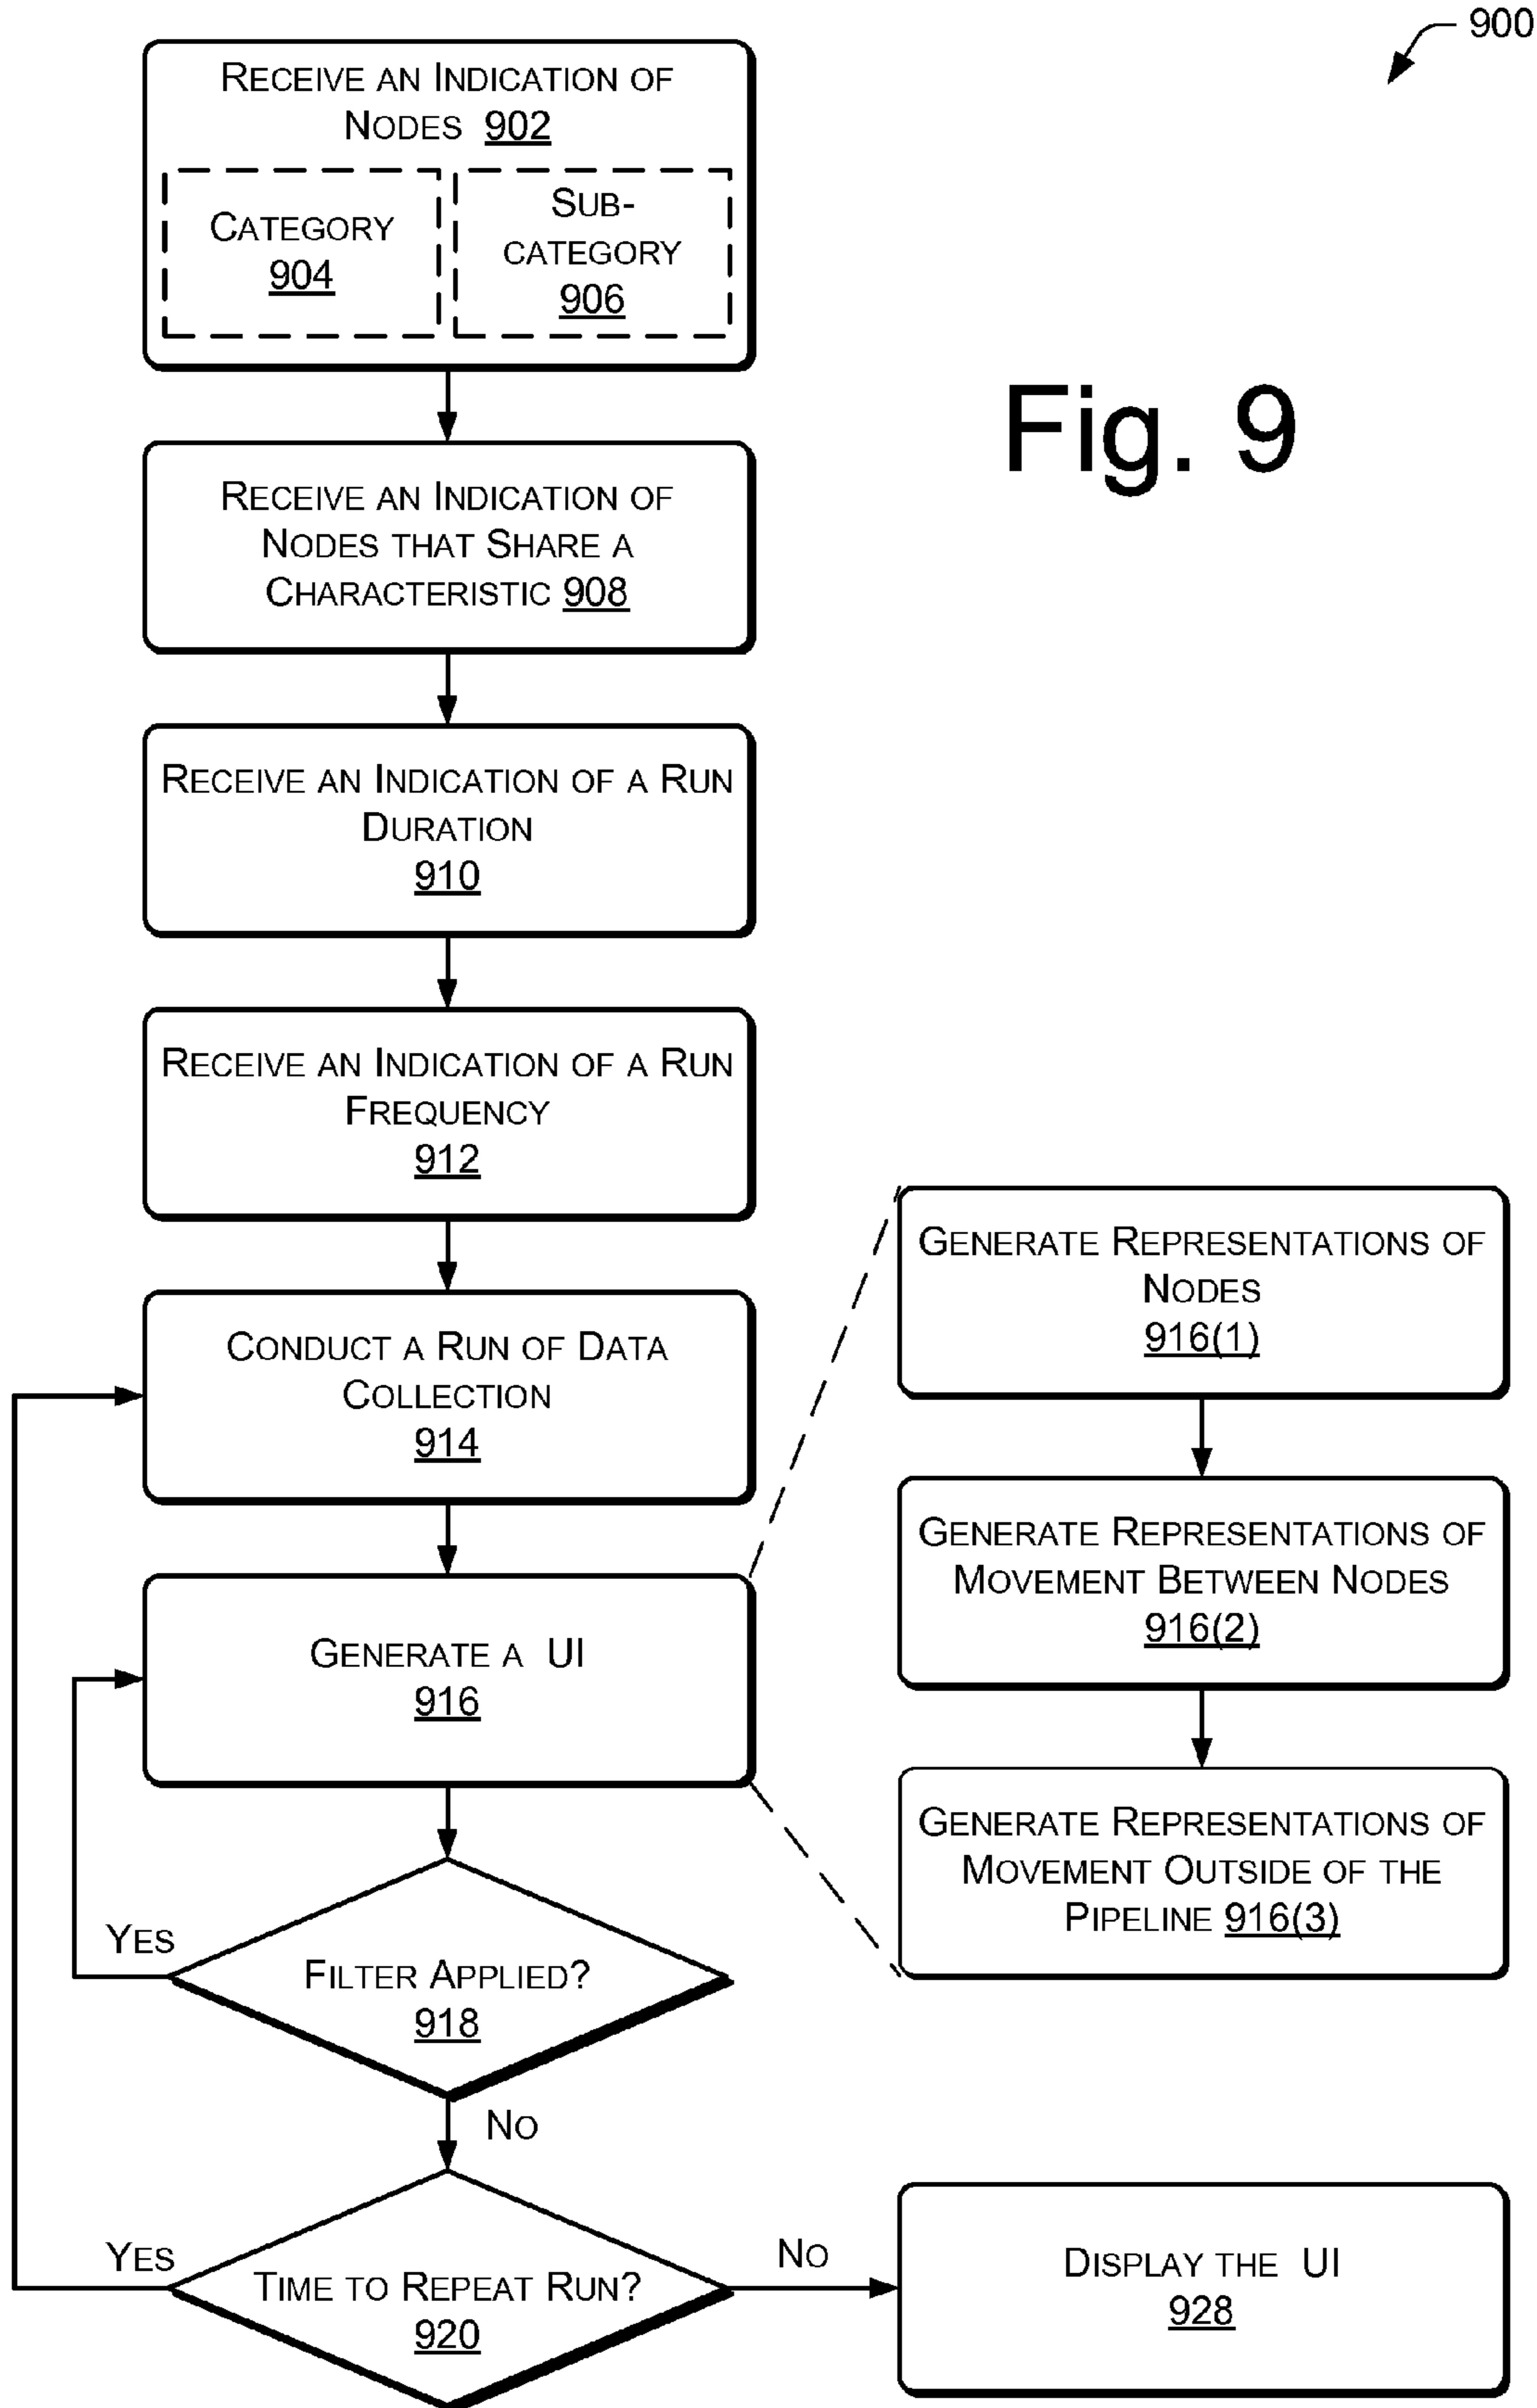 900
RECEIVE AN INDICATION OF
NODES 902
CATEGORY
904
SUB-
CATEGORY
906
Fig. 9
RECEIVE AN INDICATION OF
NODES THAT SHARE A
CHARACTERISTIC 908
RECEIVE AN INDICATION OF A RUN
DURATION
910
RECEIVE AN INDICATION OF A RUN
FREQUENCY
912
CONDUCT A RUN OF DATA
COLLECTION
914
GENERATE A UI
916
GENERATE REPRESENTATIONS OF
NODES
916(1)
GENERATE REPRESENTATIONS OF
MOVEMENT BETWEEN NODES
916(2)
GENERATE REPRESENTATIONS OF
MOVEMENT OUTSIDE OF THE
PIPELINE 916(3)
YES
FILTER APPLIED?
918
NO
YES
TIME TO REPEAT RUN?
920
NO
DISPLAY THE UI
928